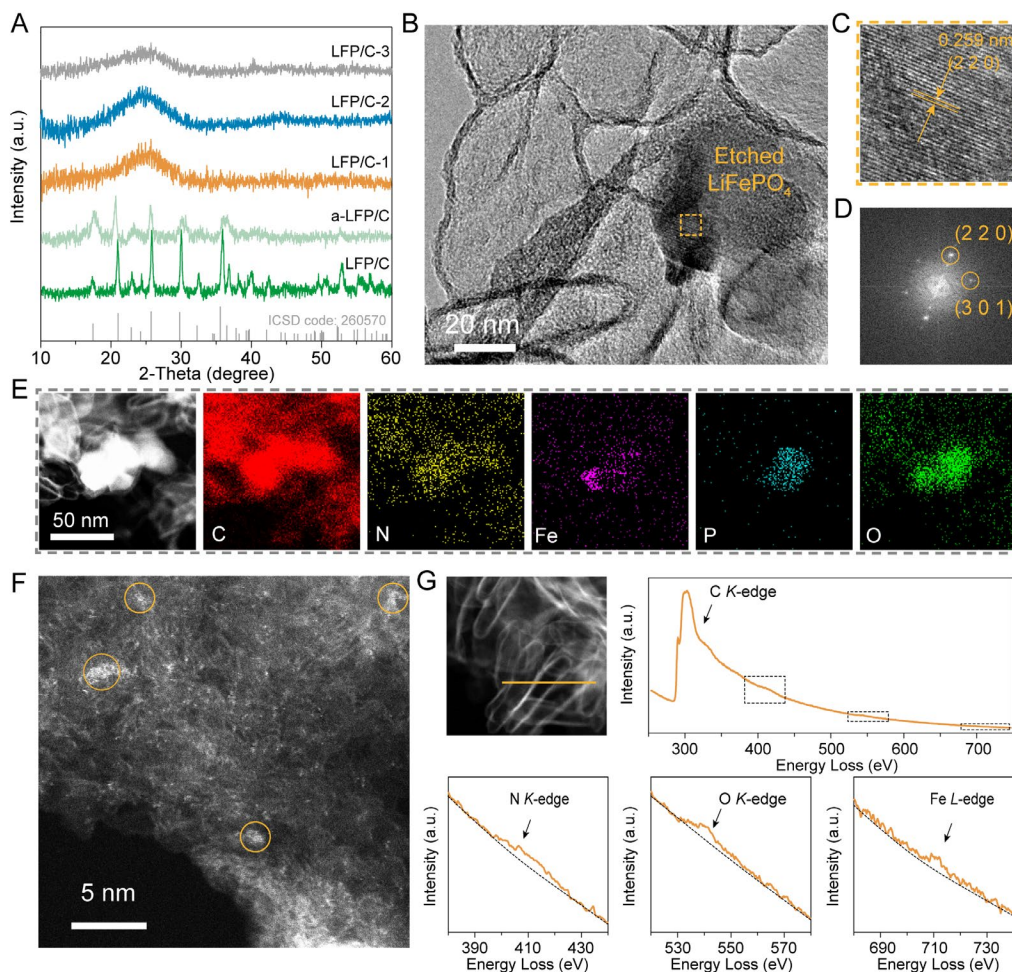 A
LFP/C-3
LFP/C-2
LFP/C-1
a-LFP/C
LFP/C
ICSD code: 260570
Intensity (a.u.)
10 20 30 40 50 60
2-Theta (degree)
B
Etched
LiFePO₄
20 nm
C
0.259 nm
(2 2 0)
D
(2 2 0)
(3 0 1)
E
50 nm
C
N
Fe
P
O
F
5 nm
G
C K-edge
Intensity (a.u.)
300 400 500 600 700
Energy Loss (eV)
N K-edge
Intensity (a.u.)
390 410 430
Energy Loss (eV)
O K-edge
Intensity (a.u.)
530 550 570
Energy Loss (eV)
Fe L-edge
Intensity (a.u.)
690 710 730
Energy Loss (eV)